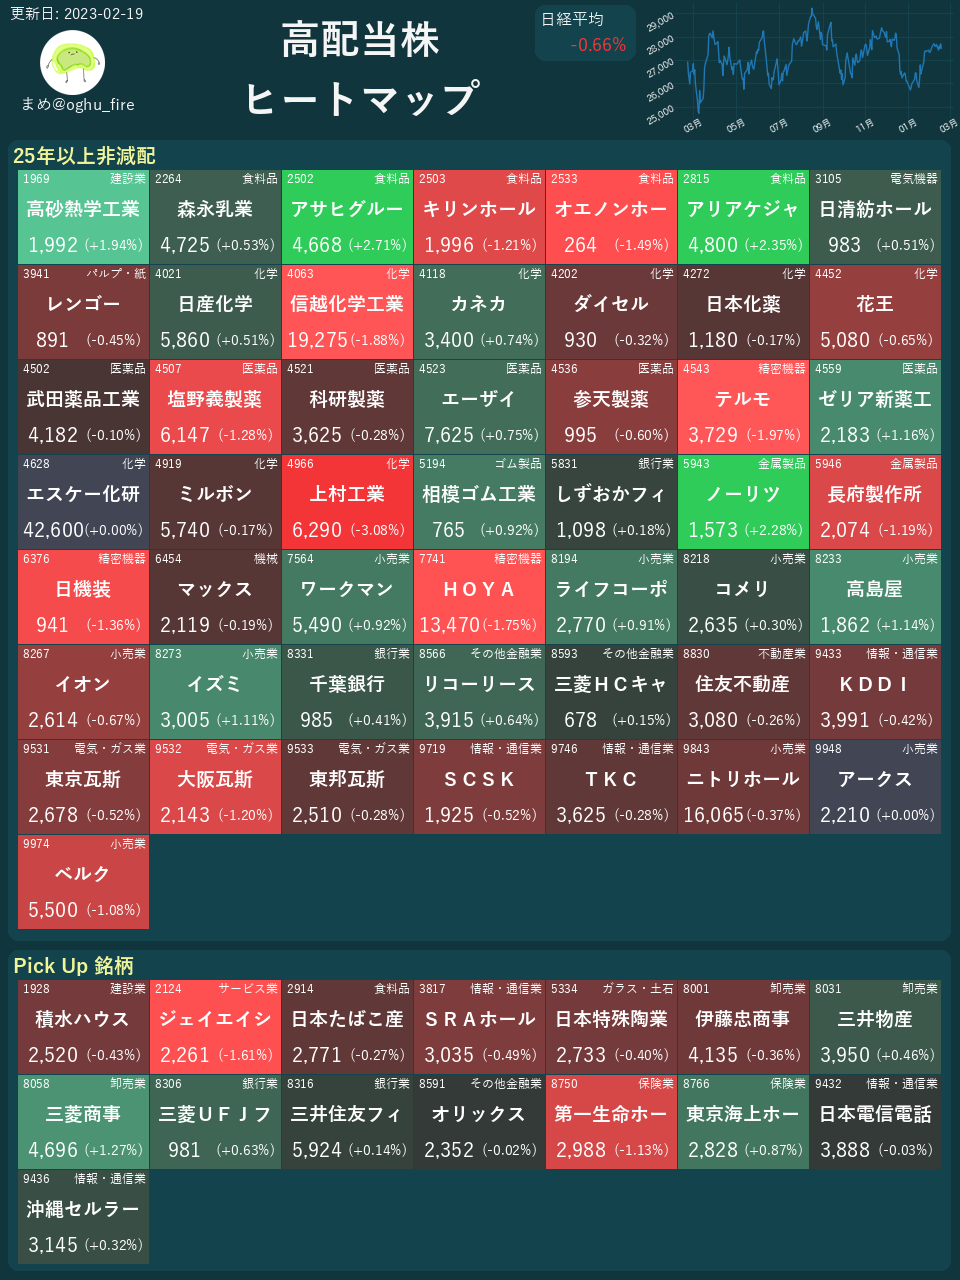 更新日: 2023-02-19
まめ@oghu_fire
高配当株
ヒートマップ
日経平均
-0.66%
29,000
28,000
27,000
26,000
25,000
03月 05月 07月 09月 11月 01月 03月
25年以上非減配
1969 建設業
高砂熱学工業
1,992 (+1.94%)
2264 食料品
森永乳業
4,725 (+0.53%)
2502 食料品
アサヒグルー
4,668 (+2.71%)
2503 食料品
キリンホール
1,996 (-1.21%)
2533 食料品
オエノンホー
264 (-1.49%)
2815 食料品
アリアケジャ
4,800 (+2.35%)
3105 電気機器
日清紡ホール
983 (+0.51%)
3941 パルプ・紙
レンゴー
891 (-0.45%)
4021 化学
日産化学
5,860 (+0.51%)
4063 化学
信越化学工業
19,275 (-1.88%)
4118 化学
カネカ
3,400 (+0.74%)
4202 化学
ダイセル
930 (-0.32%)
4272 化学
日本化薬
1,180 (-0.17%)
4452 化学
花王
5,080 (-0.65%)
4502 医薬品
武田薬品工業
4,182 (-0.10%)
4507 医薬品
塩野義製薬
6,147 (-1.28%)
4521 医薬品
科研製薬
3,625 (-0.28%)
4523 医薬品
エーザイ
7,625 (+0.75%)
4536 医薬品
参天製薬
995 (-0.60%)
4543 精密機器
テルモ
3,729 (-1.97%)
4559 医薬品
ゼリア新薬工
2,183 (+1.16%)
4628 化学
エスケー化研
42,600 (+0.00%)
4919 化学
ミルボン
5,740 (-0.17%)
4966 化学
上村工業
6,290 (-3.08%)
5194 ゴム製品
相模ゴム工業
765 (+0.92%)
5831 銀行業
しずおかフィ
1,098 (+0.18%)
5943 金属製品
ノーリツ
1,573 (+2.28%)
5946 金属製品
長府製作所
2,074 (-1.19%)
6376 精密機器
日機装
941 (-1.36%)
6454 機械
マックス
2,119 (-0.19%)
7564 小売業
ワークマン
5,490 (+0.92%)
7741 精密機器
ＨＯＹＡ
13,470 (-1.75%)
8194 小売業
ライフコーポ
2,770 (+0.91%)
8218 小売業
コメリ
2,635 (+0.30%)
8233 小売業
高島屋
1,862 (+1.14%)
8267 小売業
イオン
2,614 (-0.67%)
8273 小売業
イズミ
3,005 (+1.11%)
8331 銀行業
千葉銀行
985 (+0.41%)
8566 その他金融業
リコーリース
3,915 (+0.64%)
8593 その他金融業
三菱ＨＣキャ
678 (+0.15%)
8830 不動産業
住友不動産
3,080 (-0.26%)
9433 情報・通信業
ＫＤＤＩ
3,991 (-0.42%)
9531 電気・ガス業
東京瓦斯
2,678 (-0.52%)
9532 電気・ガス業
大阪瓦斯
2,143 (-1.20%)
9533 電気・ガス業
東邦瓦斯
2,510 (-0.28%)
9719 情報・通信業
ＳＣＳＫ
1,925 (-0.52%)
9746 情報・通信業
ＴＫＣ
3,625 (-0.28%)
9843 小売業
ニトリホール
16,065 (-0.37%)
9948 小売業
アークス
2,210 (+0.00%)
9974 小売業
ベルク
5,500 (-1.08%)
Pick Up 銘柄
1928 建設業
積水ハウス
2,520 (-0.43%)
2124 サービス業
ジェイエイシ
2,261 (-1.61%)
2914 食料品
日本たばこ産
2,771 (-0.27%)
3817 情報・通信業
ＳＲＡホール
3,035 (-0.49%)
5334 ガラス・土石
日本特殊陶業
2,733 (-0.40%)
8001 卸売業
伊藤忠商事
4,135 (-0.36%)
8031 卸売業
三井物産
3,950 (+0.46%)
8058 卸売業
三菱商事
4,696 (+1.27%)
8306 銀行業
三菱ＵＦＪフ
981 (+0.63%)
8316 銀行業
三井住友フィ
5,924 (+0.14%)
8591 その他金融業
オリックス
2,352 (-0.02%)
8750 保険業
第一生命ホー
2,988 (-1.13%)
8766 保険業
東京海上ホー
2,828 (+0.87%)
9432 情報・通信業
日本電信電話
3,888 (-0.03%)
9436 情報・通信業
沖縄セルラー
3,145 (+0.32%)